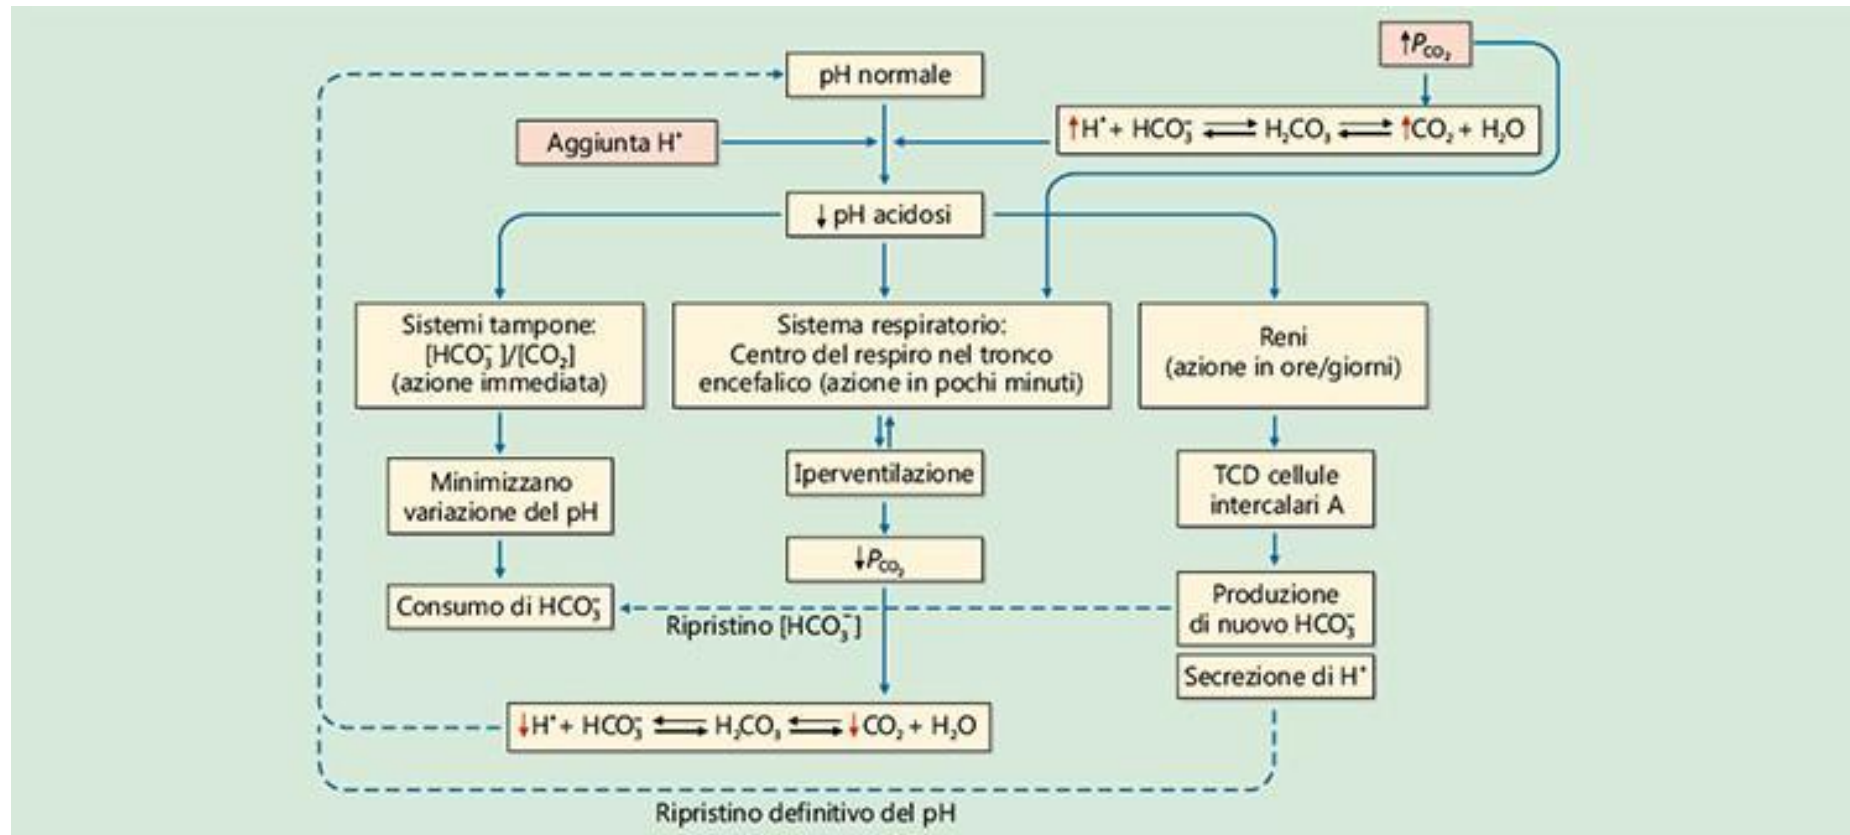 ↑P_CO₂
pH normale
↑H⁺ + HCO₃⁻ ⇌ H₂CO₃ ⇌ ↑CO₂ + H₂O
Aggiunta H⁺
↓ pH acidosi
Sistemi tampone:
[HCO₃⁻]/[CO₂]
(azione immediata)
Sistema respiratorio:
Centro del respiro nel tronco
encefalico (azione in pochi minuti)
Reni
(azione in ore/giorni)
Minimizzano
variazione del pH
Iperventilazione
TCD cellule
intercalari A
↓P_CO₂
Consumo di HCO₃⁻
Ripristino [HCO₃⁻]
Produzione
di nuovo HCO₃⁻
Secrezione di H⁺
↓H⁺ + HCO₃⁻ ⇌ H₂CO₃ ⇌ ↓CO₂ + H₂O
Ripristino definitivo del pH